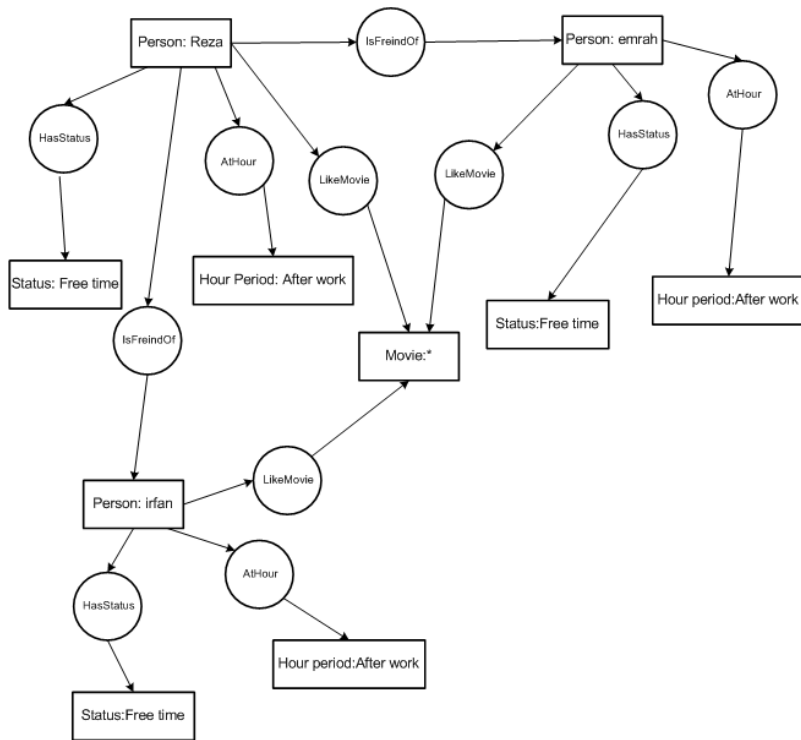 Person: Reza
IsFreindOf
Person: emrah
AtHour
HasStatus
HasStatus
AtHour
LikeMovie
LikeMovie
Status: Free time
Hour Period: After work
Hour period:After work
Status:Free time
IsFreindOf
Movie:*
LikeMovie
Person: irfan
AtHour
HasStatus
Hour period:After work
Status:Free time